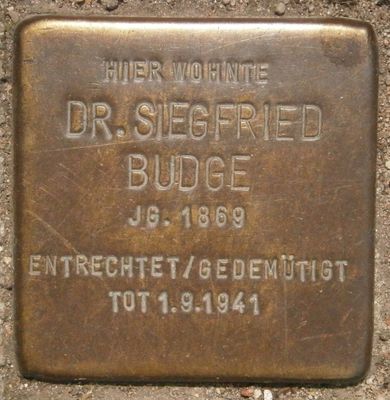 HIER WOHNTE
DR. SIEGFRIED
BUDGE
JG. 1869
ENTRECHTET/GEDEMÜTIGT
TOT 1.9.1941